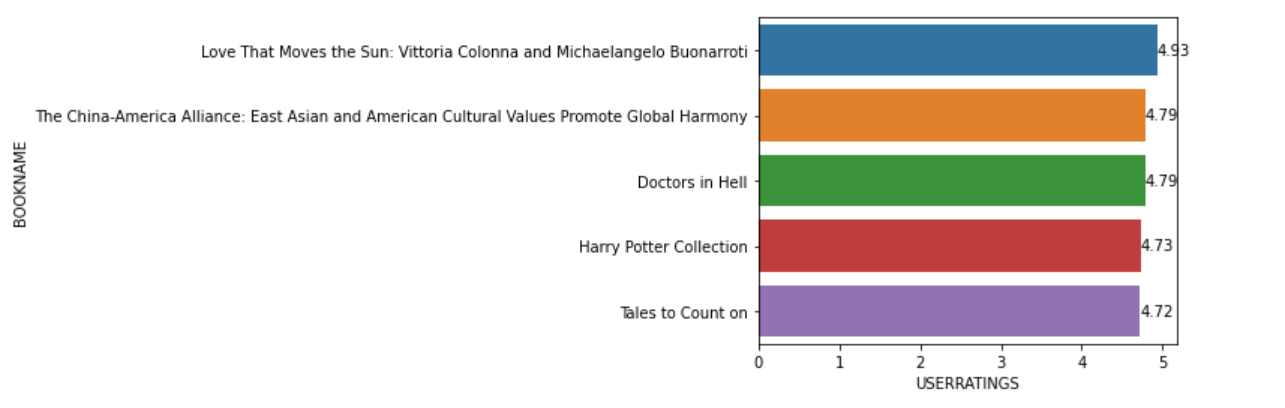 Love That Moves the Sun: Vittoria Colonna and Michaelangelo Buonarroti
4.93
The China-America Alliance: East Asian and American Cultural Values Promote Global Harmony
4.79
BOOKNAME
Doctors in Hell
4.79
Harry Potter Collection
4.73
Tales to Count on
4.72
0 1 2 3 4 5
USERRATINGS